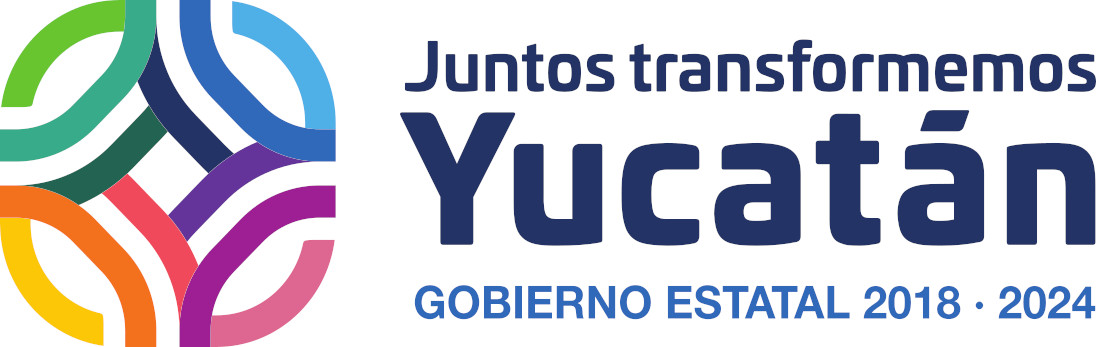 Juntos transformemos
Yucatán
GOBIERNO ESTATAL 2018 · 2024